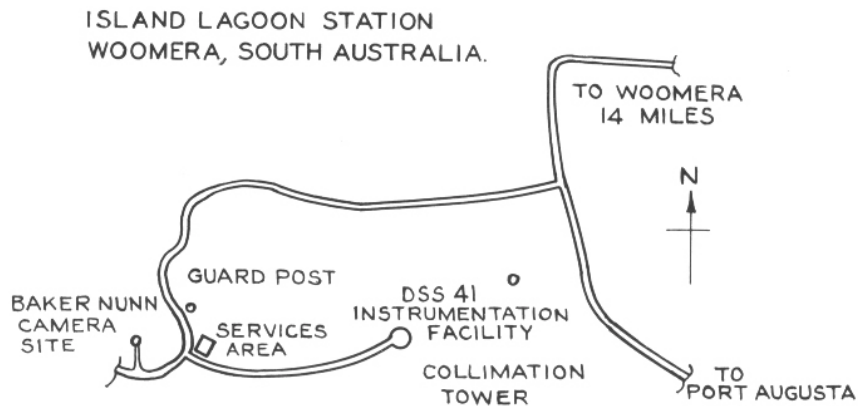 ISLAND LAGOON STATION
WOOMERA, SOUTH AUSTRALIA.
TO WOOMERA
14 MILES
N
GUARD POST
BAKER NUNN
CAMERA
SITE
SERVICES
AREA
DSS 41
INSTRUMENTATION
FACILITY
COLLIMATION
TOWER
TO
PORT AUGUSTA